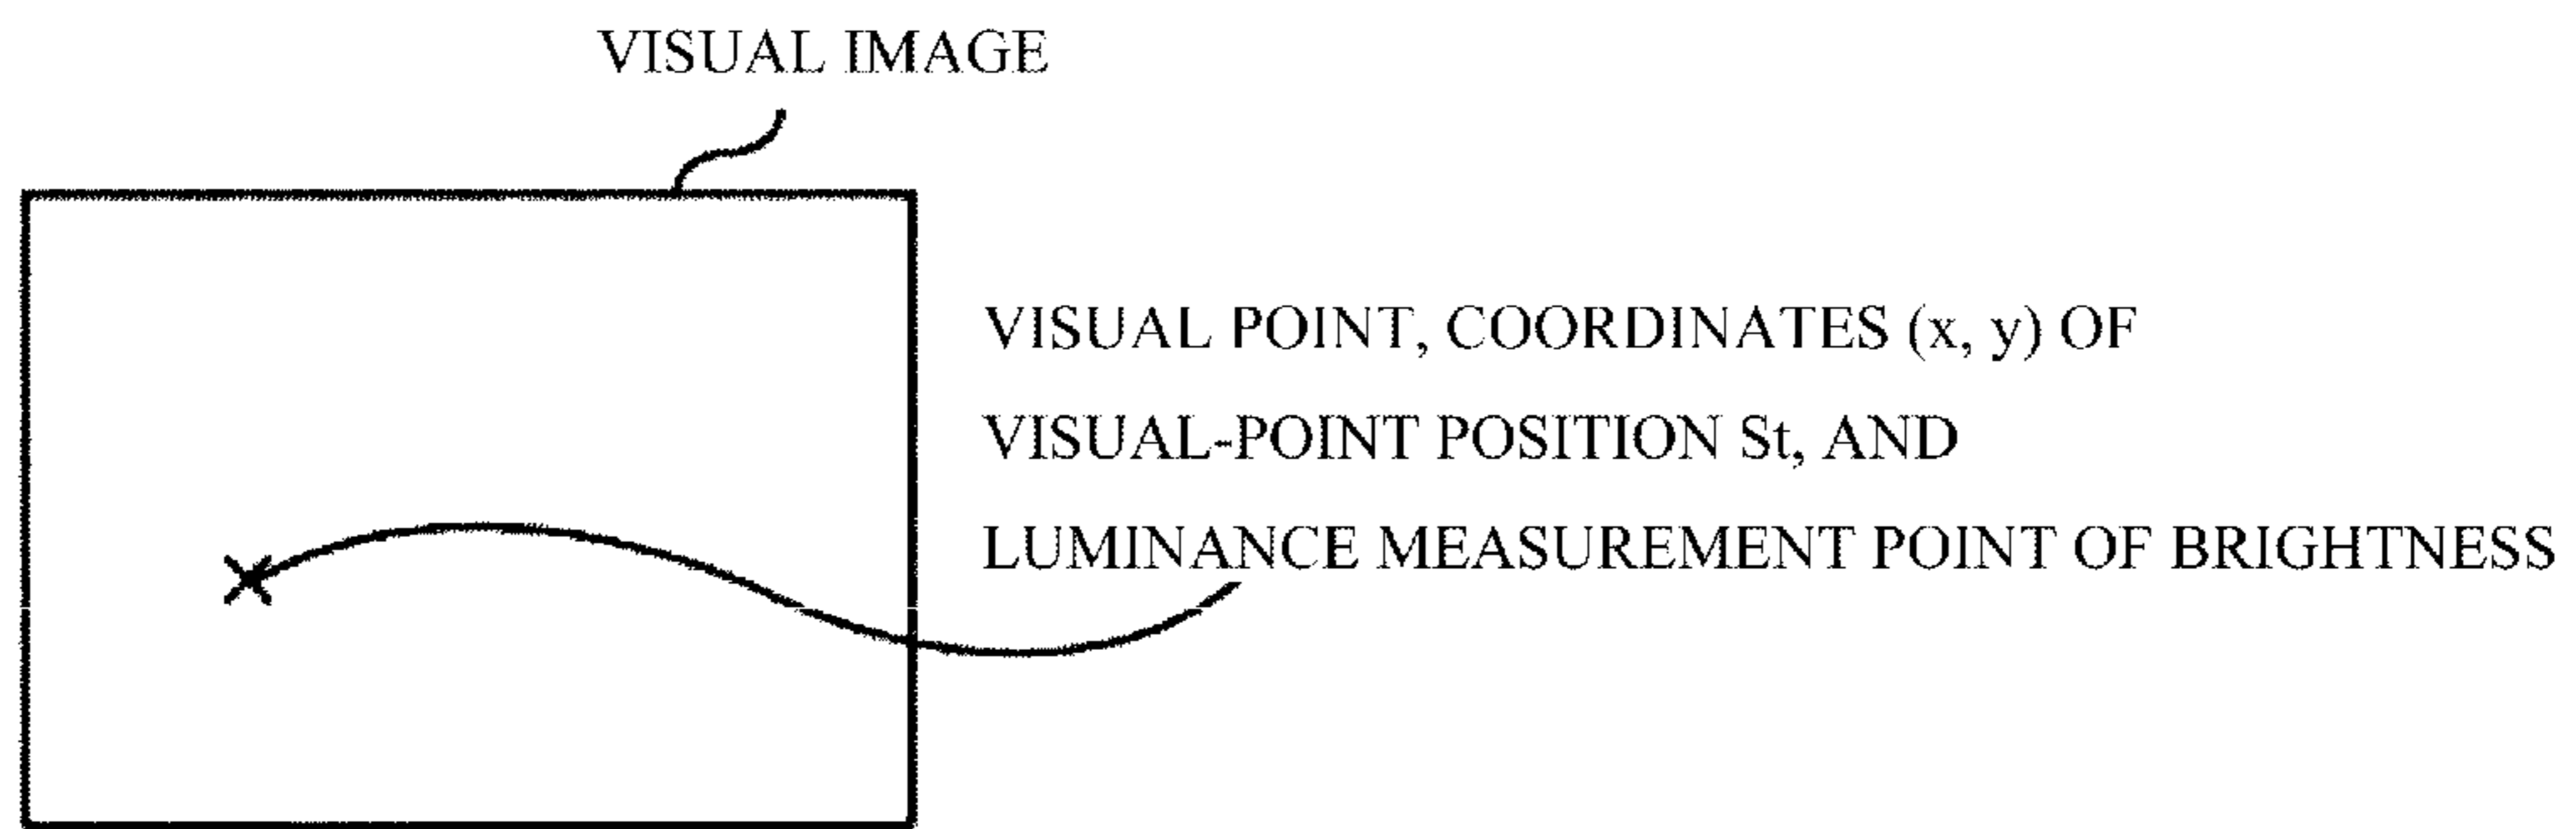 VISUAL IMAGE
VISUAL POINT, COORDINATES (x, y) OF
VISUAL-POINT POSITION St, AND
LUMINANCE MEASUREMENT POINT OF BRIGHTNESS